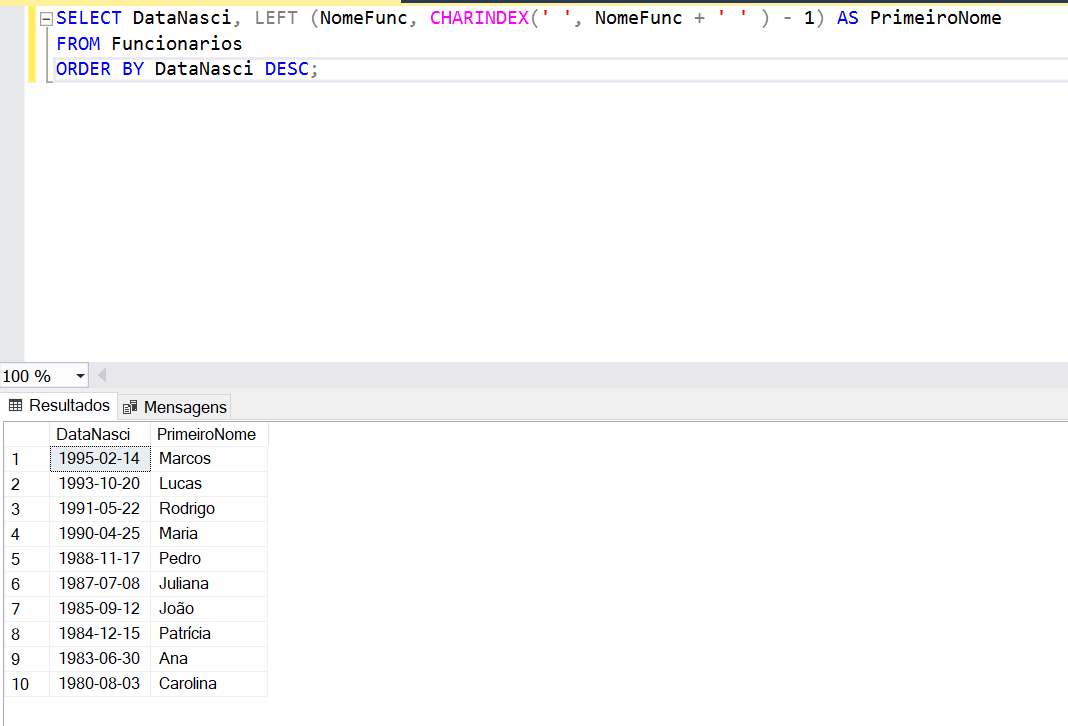 SELECT DataNasci, LEFT (NomeFunc, CHARINDEX(' ', NomeFunc + ' ' ) - 1) AS PrimeiroNome
FROM Funcionarios
ORDER BY DataNasci DESC;
100 %
Resultados Mensagens
DataNasci PrimeiroNome
1 1995-02-14 Marcos
2 1993-10-20 Lucas
3 1991-05-22 Rodrigo
4 1990-04-25 Maria
5 1988-11-17 Pedro
6 1987-07-08 Juliana
7 1985-09-12 João
8 1984-12-15 Patrícia
9 1983-06-30 Ana
10 1980-08-03 Carolina